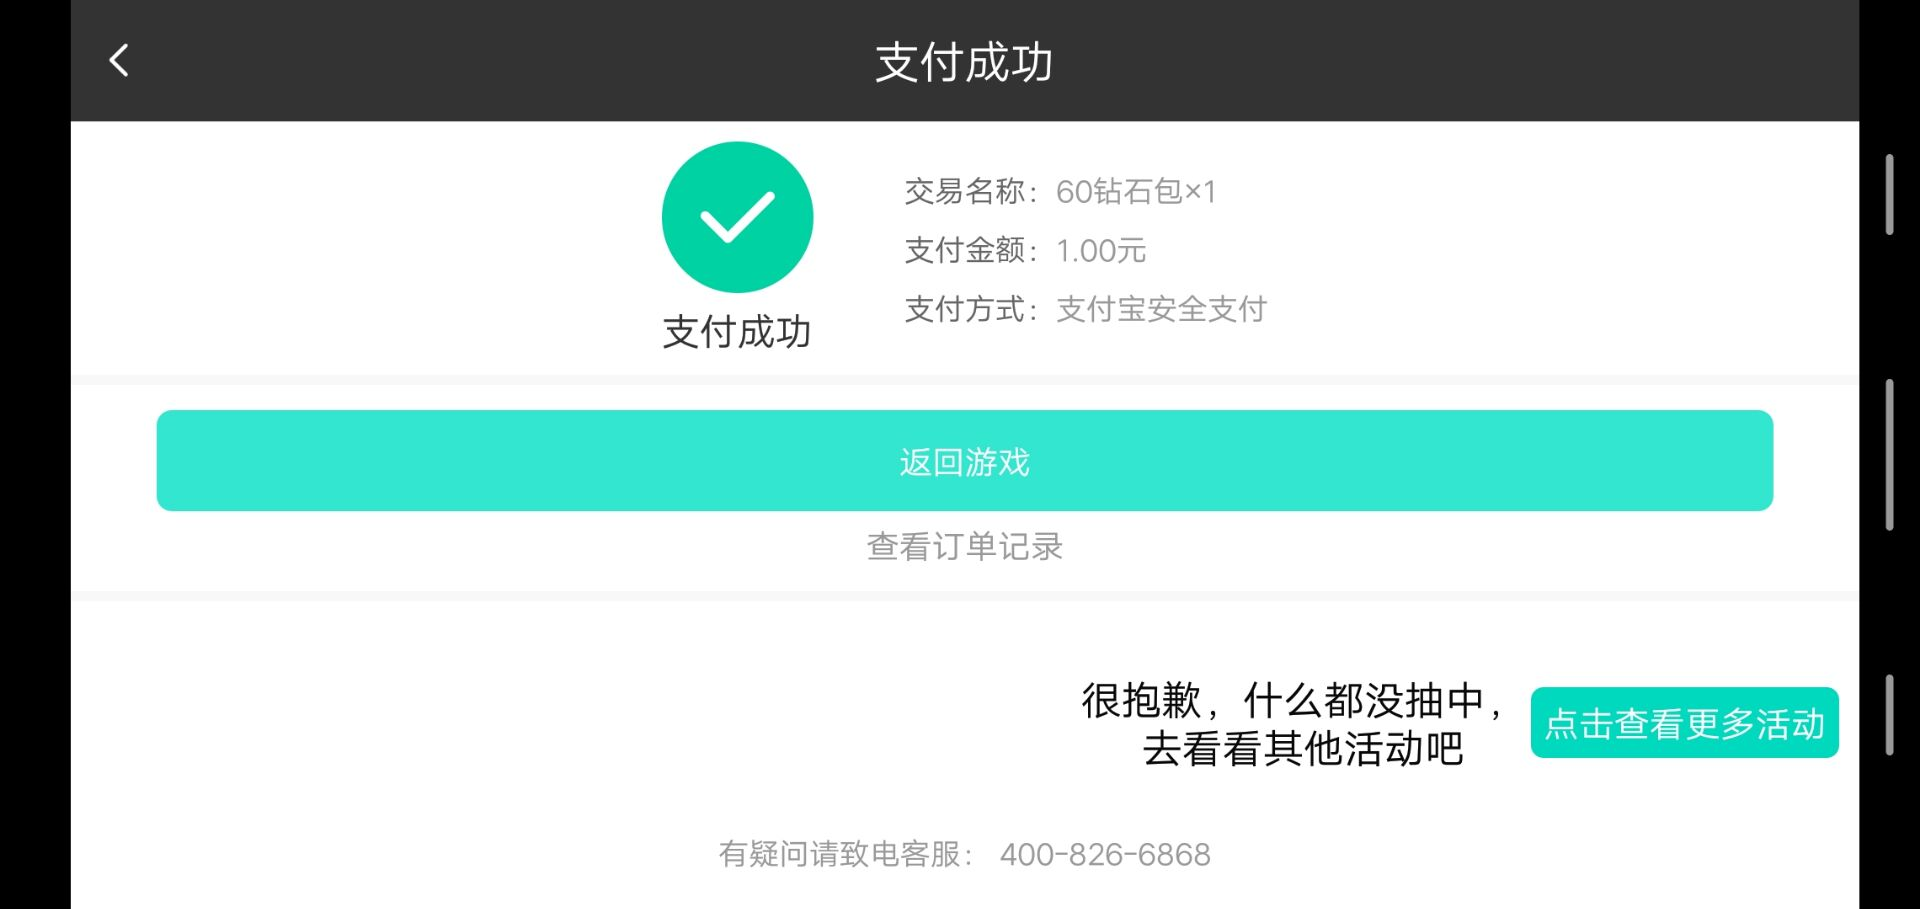 支付成功
支付成功
交易名称：60钻石包×1
支付金额：1.00元
支付方式：支付宝安全支付
返回游戏
查看订单记录
很抱歉，什么都没抽中，
去看看其他活动吧
点击查看更多活动
有疑问请致电客服： 400-826-6868